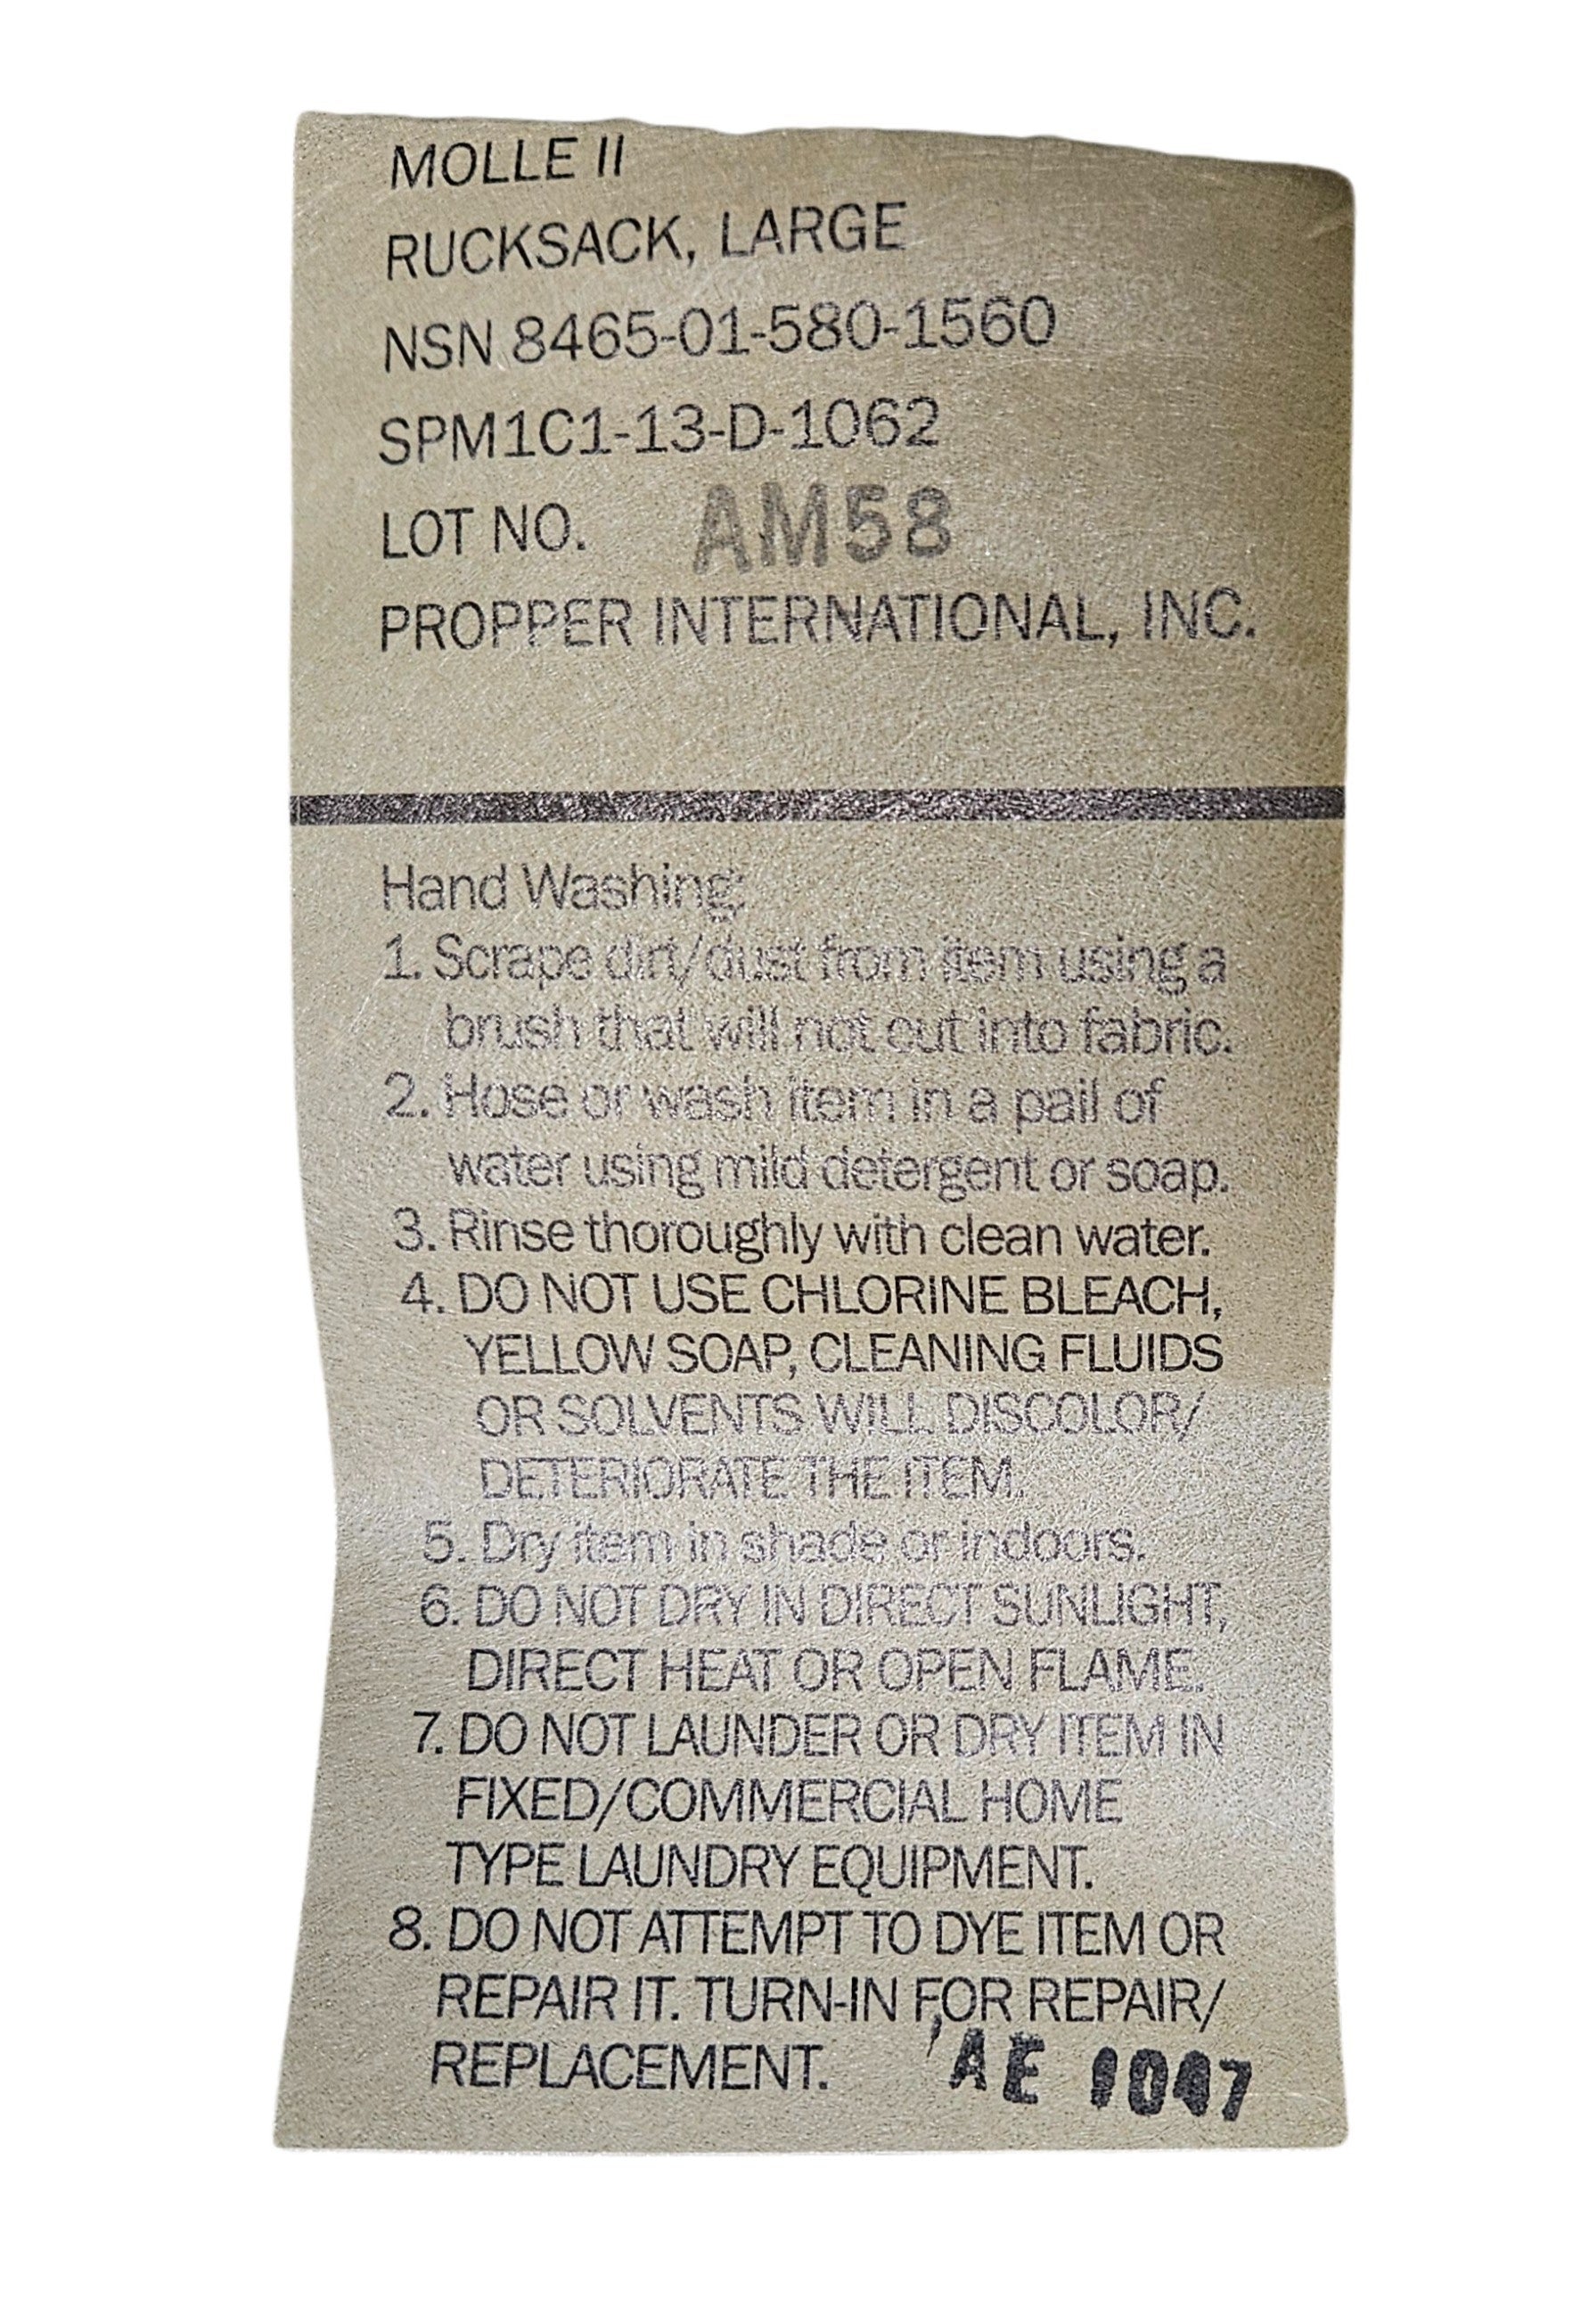 MOLLE II
RUCKSACK, LARGE
NSN 8465-01-580-1560
SPM1C1-13-D-1062
LOT NO. AM58
PROPPER INTERNATIONAL, INC.
Hand Washing:
1. Scrape dirt/dust from item using a
brush that will not cut into fabric.
2. Hose or wash item in a pail of
water using mild detergent or soap.
3. Rinse thoroughly with clean water.
4. DO NOT USE CHLORINE BLEACH,
YELLOW SOAP, CLEANING FLUIDS
OR SOLVENTS WILL DISCOLOR/
DETERIORATE THE ITEM.
5. Dry item in shade or indoors.
6. DO NOT DRY IN DIRECT SUNLIGHT,
DIRECT HEAT OR OPEN FLAME.
7. DO NOT LAUNDER OR DRY ITEM IN
FIXED/COMMERCIAL HOME
TYPE LAUNDRY EQUIPMENT.
8. DO NOT ATTEMPT TO DYE ITEM OR
REPAIR IT. TURN-IN FOR REPAIR/
REPLACEMENT. AE